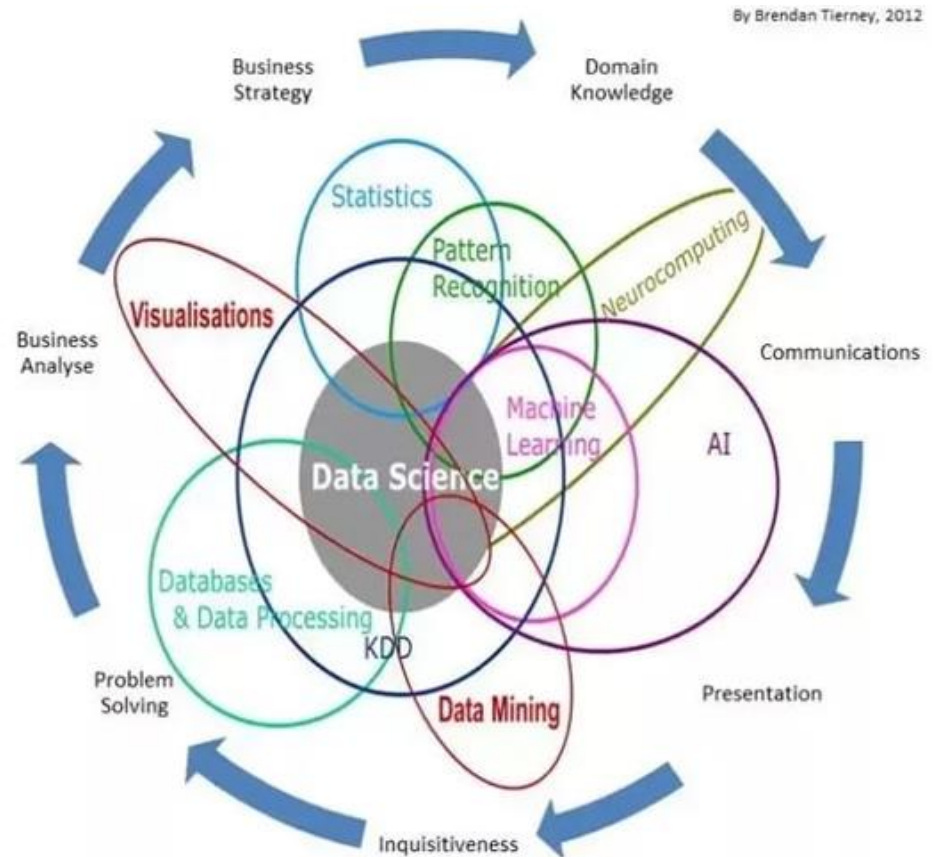 By Brendan Tierney, 2012
Business
Strategy
Domain
Knowledge
Statistics
Pattern
Recognition
Neurocomputing
Visualisations
Business
Analyse
Communications
Machine
Learning
AI
Data Science
Databases
& Data Processing
KDD
Problem
Solving
Presentation
Data Mining
Inquisitiveness